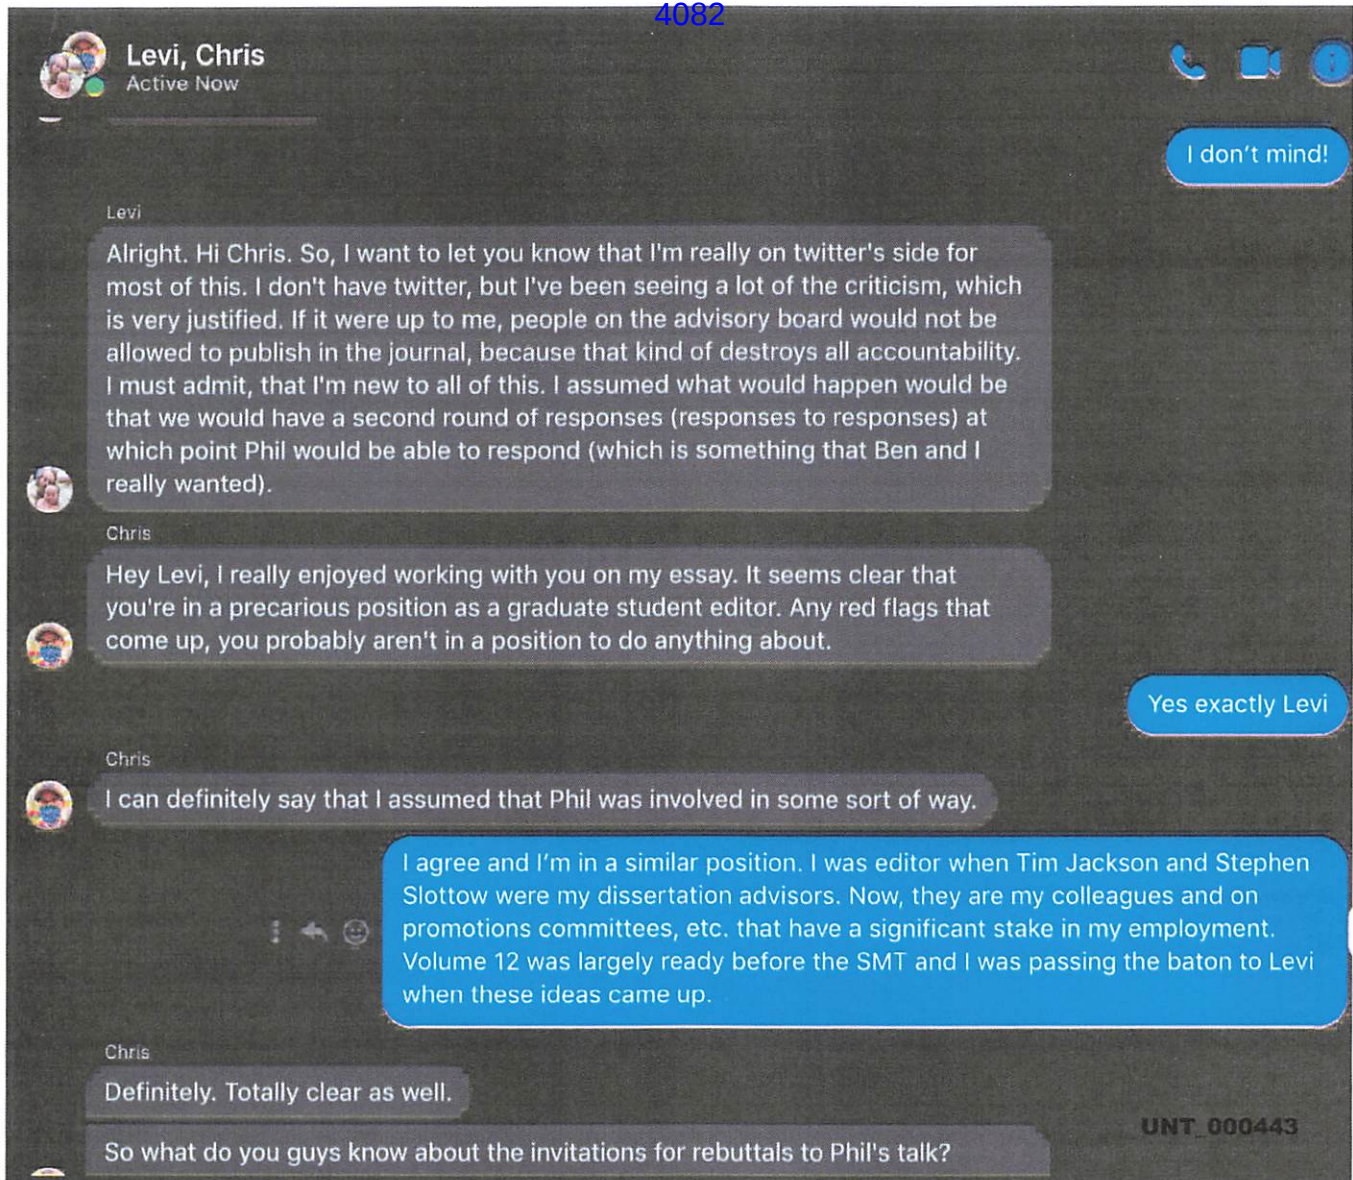 4082
Levi, Chris
Active Now
I don't mind!
Levi
Alright. Hi Chris. So, I want to let you know that I'm really on twitter's side for
most of this. I don't have twitter, but I've been seeing a lot of the criticism, which
is very justified. If it were up to me, people on the advisory board would not be
allowed to publish in the journal, because that kind of destroys all accountability.
I must admit, that I'm new to all of this. I assumed what would happen would be
that we would have a second round of responses (responses to responses) at
which point Phil would be able to respond (which is something that Ben and I
really wanted).
Chris
Hey Levi, I really enjoyed working with you on my essay. It seems clear that
you're in a precarious position as a graduate student editor. Any red flags that
come up, you probably aren't in a position to do anything about.
Yes exactly Levi
Chris
I can definitely say that I assumed that Phil was involved in some sort of way.
I agree and I'm in a similar position. I was editor when Tim Jackson and Stephen
Slottow were my dissertation advisors. Now, they are my colleagues and on
promotions committees, etc. that have a significant stake in my employment.
Volume 12 was largely ready before the SMT and I was passing the baton to Levi
when these ideas came up.
Chris
Definitely. Totally clear as well.
UNT_000443
So what do you guys know about the invitations for rebuttals to Phil's talk?